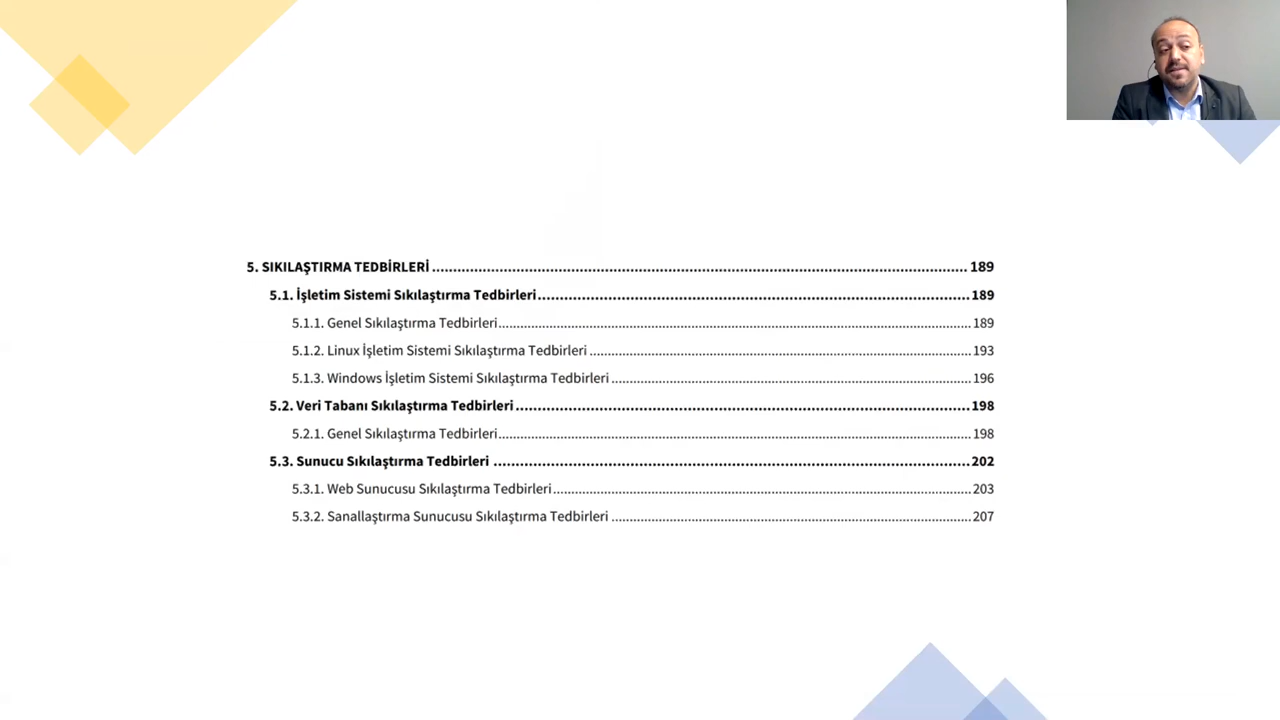 5. SIKILAŞTIRMA TEDBİRLERİ ........ 189
5.1. İşletim Sistemi Sıkılaştırma Tedbirleri ........ 189
5.1.1. Genel Sıkılaştırma Tedbirleri ........ 189
5.1.2. Linux İşletim Sistemi Sıkılaştırma Tedbirleri ........ 193
5.1.3. Windows İşletim Sistemi Sıkılaştırma Tedbirleri ........ 196
5.2. Veri Tabanı Sıkılaştırma Tedbirleri ........ 198
5.2.1. Genel Sıkılaştırma Tedbirleri ........ 198
5.3. Sunucu Sıkılaştırma Tedbirleri ........ 202
5.3.1. Web Sunucusu Sıkılaştırma Tedbirleri ........ 203
5.3.2. Sanallaştırma Sunucusu Sıkılaştırma Tedbirleri ........ 207